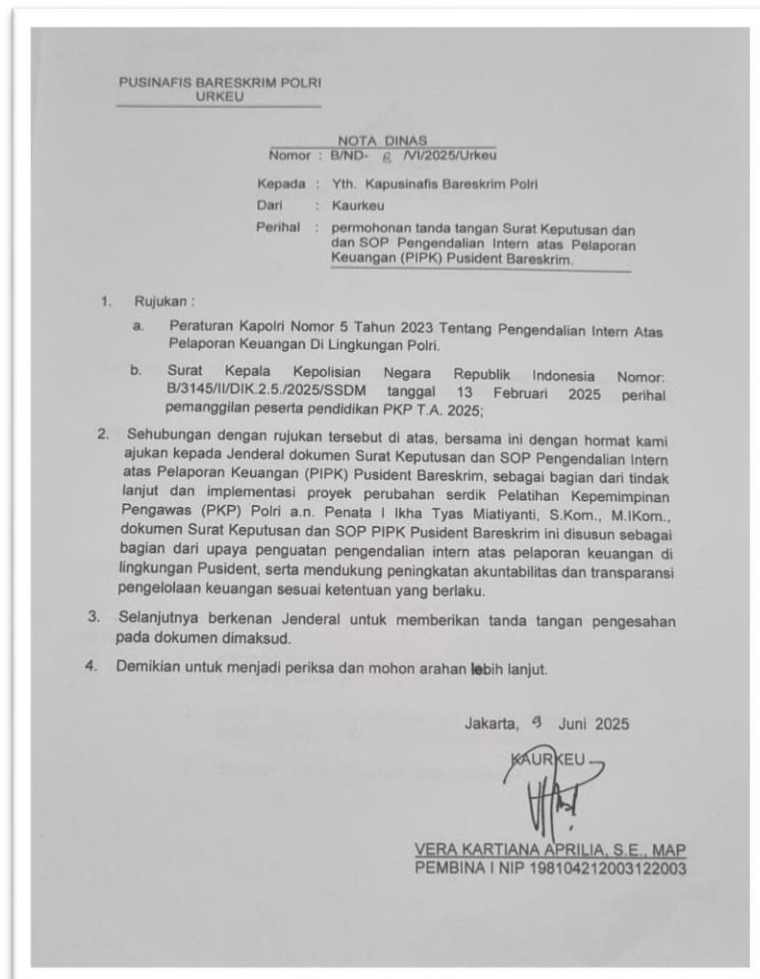 PUSINAFIS BARESKRIM POLRI
URKEU
NOTA DINAS
Nomor : B/ND- 8 /VI/2025/Urkeu
Kepada : Yth. Kapusinafis Bareskrim Polri
Dari : Kaurkeu
Perihal : permohonan tanda tangan Surat Keputusan dan
dan SOP Pengendalian Intern atas Pelaporan
Keuangan (PIPK) Pusident Bareskrim.
1. Rujukan :
a. Peraturan Kapolri Nomor 5 Tahun 2023 Tentang Pengendalian Intern Atas
Pelaporan Keuangan Di Lingkungan Polri.
b. Surat Kepala Kepolisian Negara Republik Indonesia Nomor:
B/3145/II/DIK.2.5./2025/SSDM tanggal 13 Februari 2025 perihal
pemanggilan peserta pendidikan PKP T.A. 2025;
2. Sehubungan dengan rujukan tersebut di atas, bersama ini dengan hormat kami
ajukan kepada Jenderal dokumen Surat Keputusan dan SOP Pengendalian Intern
atas Pelaporan Keuangan (PIPK) Pusident Bareskrim, sebagai bagian dari tindak
lanjut dan implementasi proyek perubahan serdik Pelatihan Kepemimpinan
Pengawas (PKP) Polri a.n. Penata I Ikha Tyas Miatiyanti, S.Kom., M.IKom.,
dokumen Surat Keputusan dan SOP PIPK Pusident Bareskrim ini disusun sebagai
bagian dari upaya penguatan pengendalian intern atas pelaporan keuangan di
lingkungan Pusident, serta mendukung peningkatan akuntabilitas dan transparansi
pengelolaan keuangan sesuai ketentuan yang berlaku.
3. Selanjutnya berkenan Jenderal untuk memberikan tanda tangan pengesahan
pada dokumen dimaksud.
4. Demikian untuk menjadi periksa dan mohon arahan lebih lanjut.
Jakarta, 9 Juni 2025
KAURKEU
VERA KARTIANA APRILIA, S.E., MAP
PEMBINA I NIP 198104212003122003